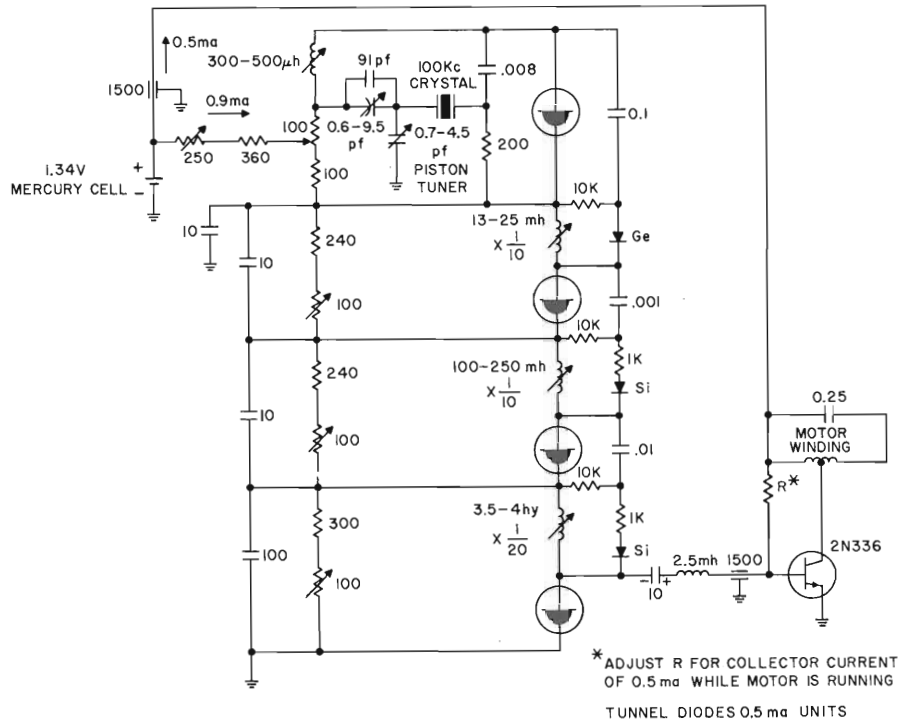 0.5ma
300-500μh
91pf
100Kc
CRYSTAL
.008
1500
0.9ma
100
0.6-9.5
pf
0.7-4.5
pf
PISTON
TUNER
200
0.1
250
360
100
1.34V
MERCURY CELL
+
-
10K
13-25 mh
X 1/10
Ge
10
10
240
100
.001
10K
1K
Si
240
100-250 mh
X 1/10
10
100
.01
0.25
MOTOR
WINDING
10K
R*
300
3.5-4hy
X 1/20
1K
2N336
100
Si
2.5mh
1500
100
- +
10
*ADJUST R FOR COLLECTOR CURRENT
OF 0.5 ma WHILE MOTOR IS RUNNING
TUNNEL DIODES 0.5 ma UNITS